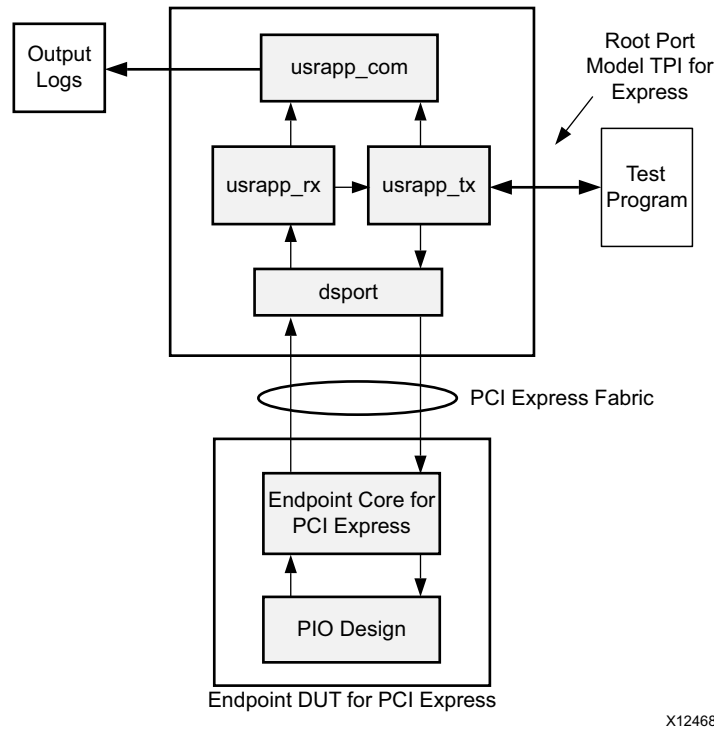 Output
Logs
usrapp_com
Root Port
Model TPI for
Express
usrapp_rx
usrapp_tx
Test
Program
dsport
PCI Express Fabric
Endpoint Core for
PCI Express
PIO Design
Endpoint DUT for PCI Express
X12468